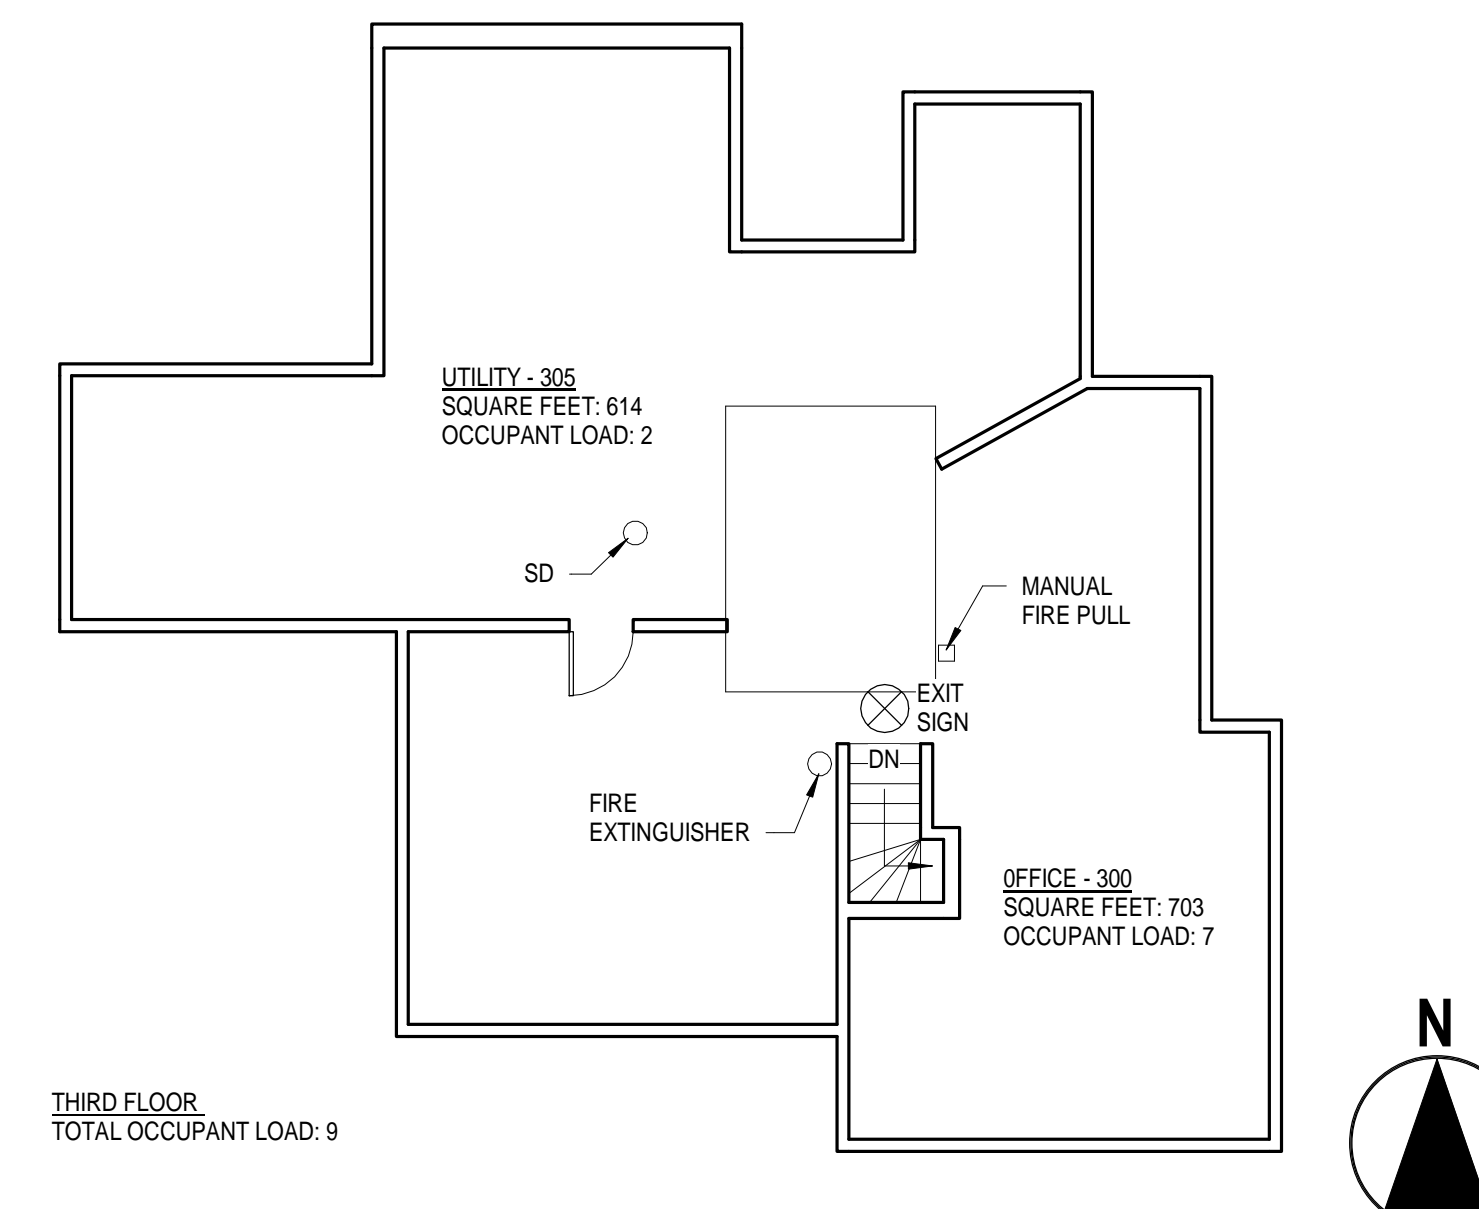 UTILITY - 305
SQUARE FEET: 614
OCCUPANT LOAD: 2
SD
MANUAL
FIRE PULL
EXIT
SIGN
DN
FIRE
EXTINGUISHER
0FFICE - 300
SQUARE FEET: 703
OCCUPANT LOAD: 7
N
THIRD FLOOR
TOTAL OCCUPANT LOAD: 9